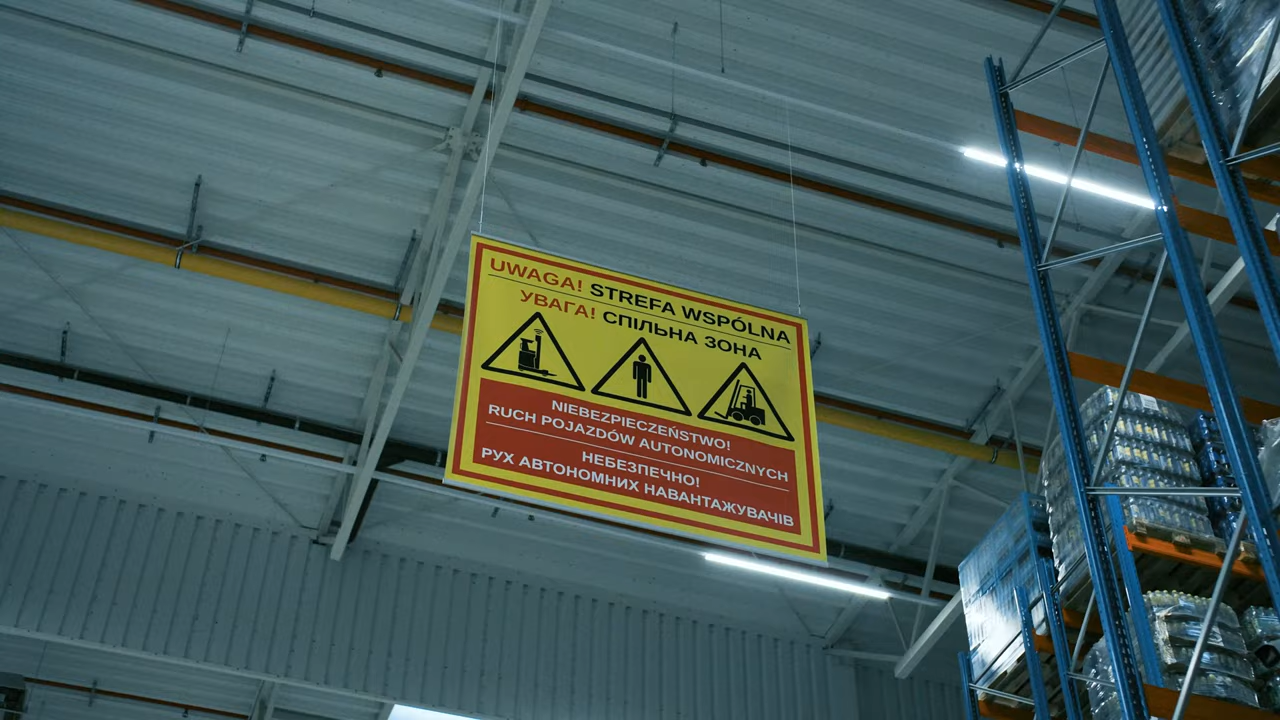 UWAGA! STREFA WSPÓLNA
УВАГА! СПІЛЬНА ЗОНА
NIEBEZPIECZEŃSTWO!
RUCH POJAZDÓW AUTONOMICZNYCH
НЕБЕЗПЕЧНО!
РУХ АВТОНОМНИХ НАВАНТАЖУВАЧІВ